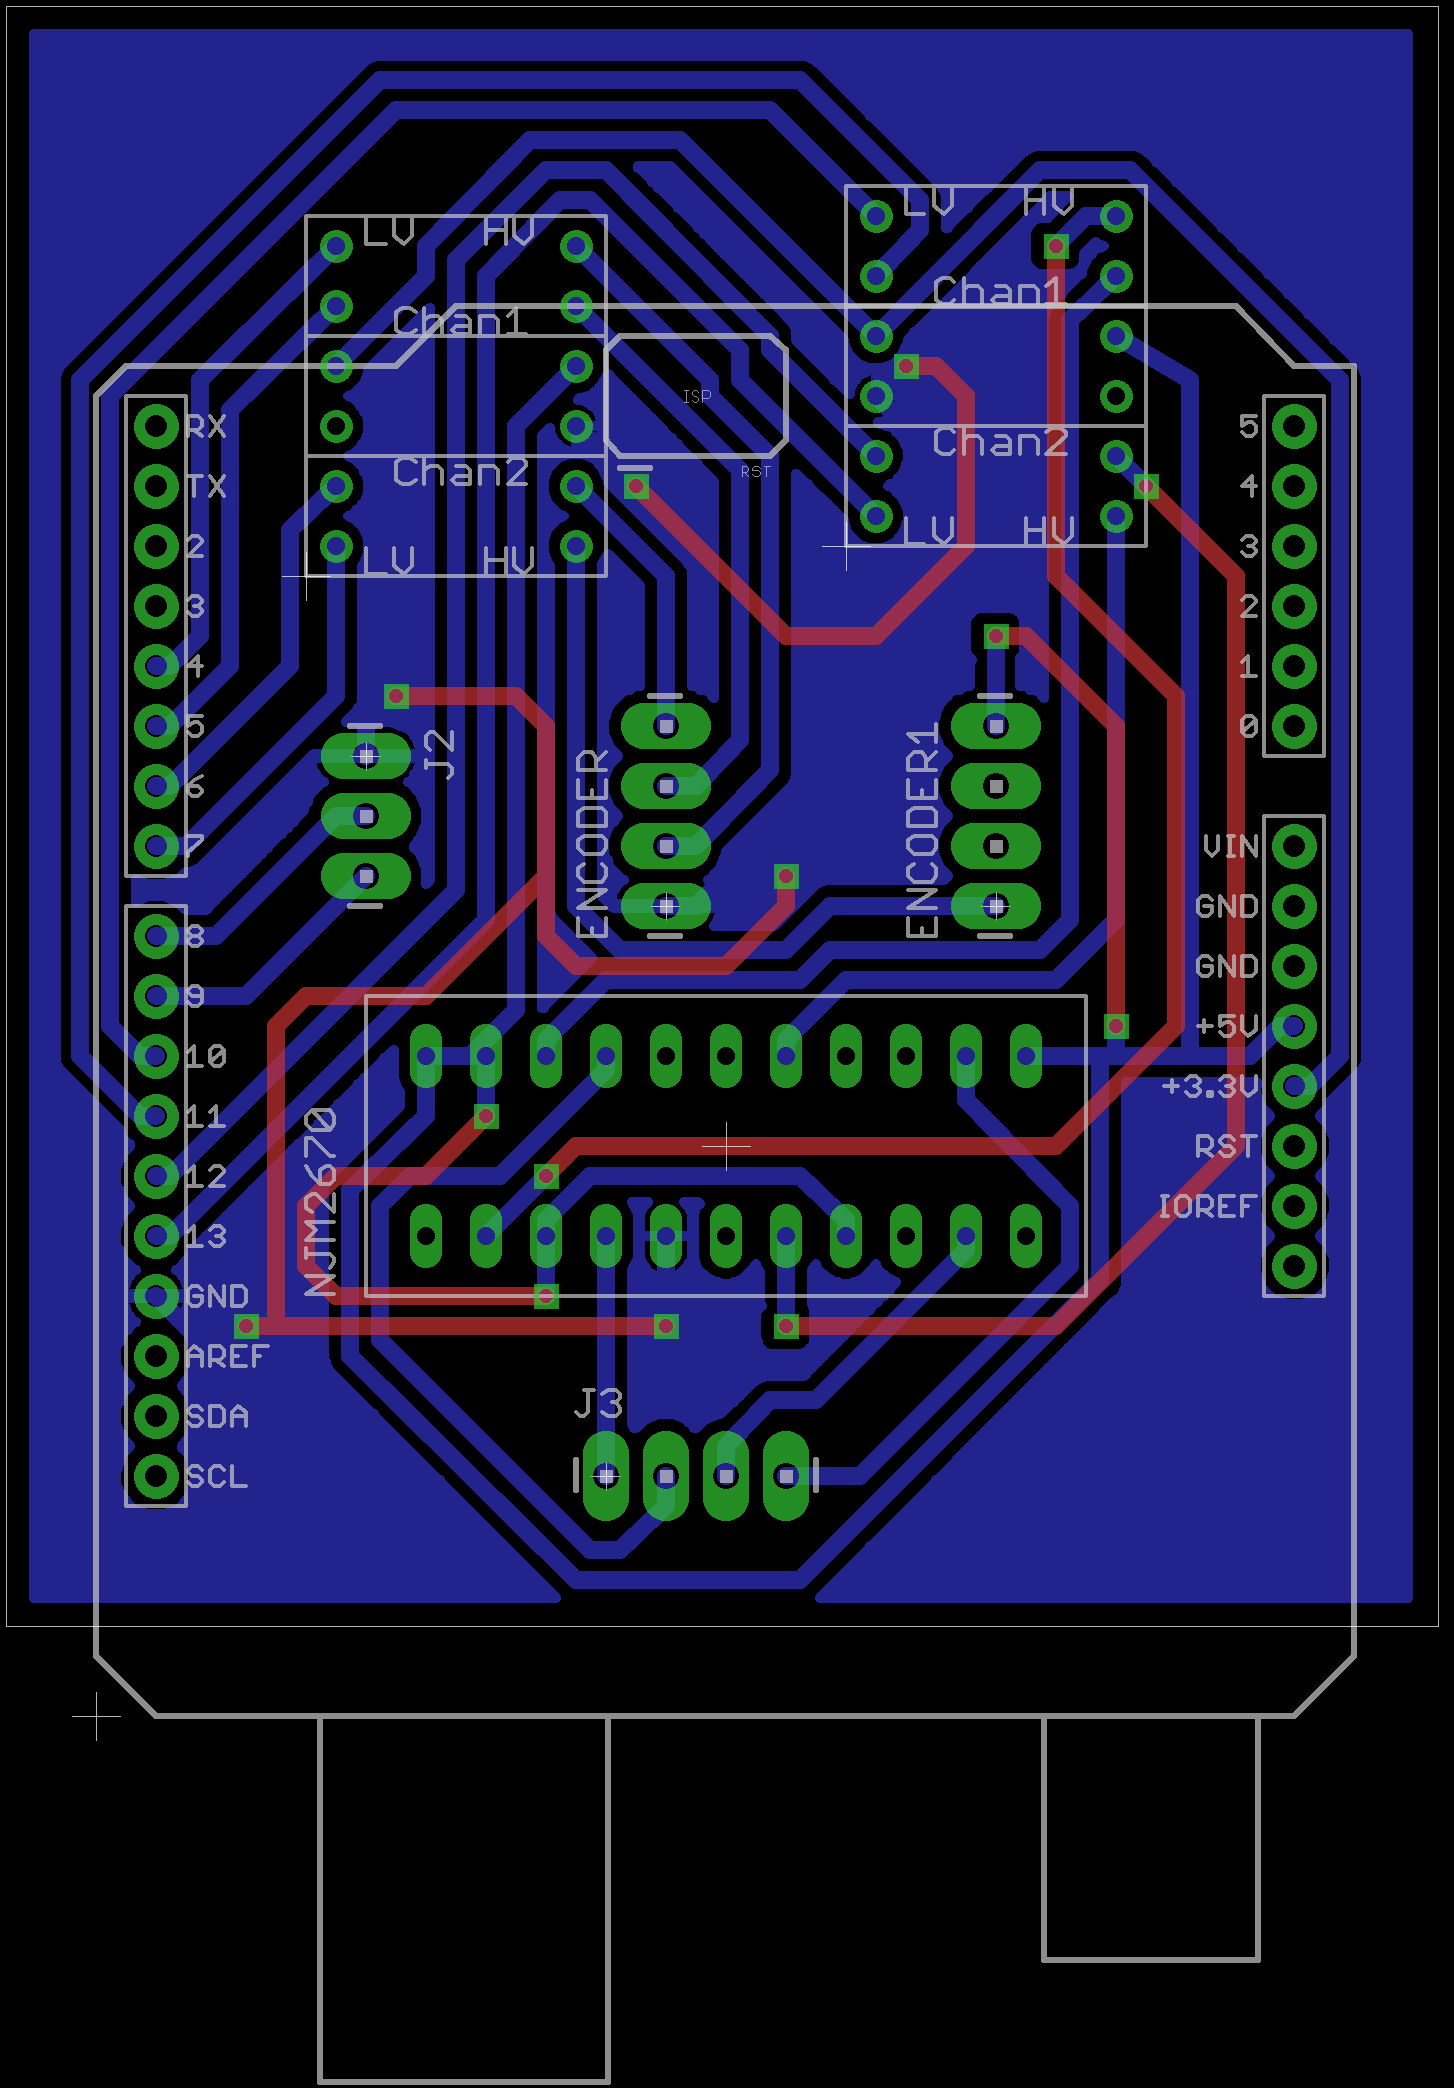 LV HV
LV HV
Chan1
Chan1
ISP
RX
5
Chan2
RST
Chan2
TX
4
LV HV
LV HV
2
3
3
2
4
1
5
0
J2
6
ENCODER
ENCODER1
7
VIN
8
GND
9
GND
10
+5V
11
+3.3V
12
RST
NJM2670
13
IOREF
GND
AREF
J3
SDA
SCL